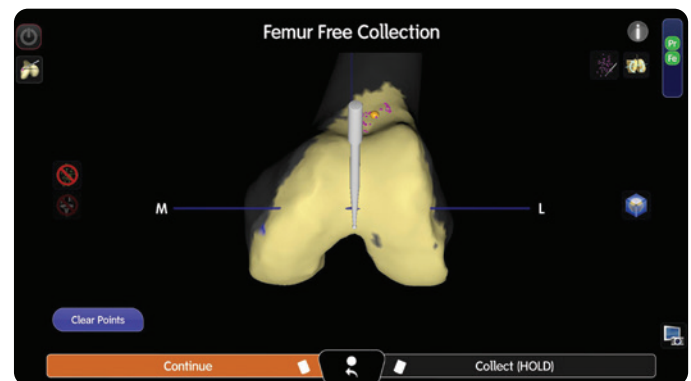 Femur Free Collection
i
Pr
Fe
M
L
Clear Points
Continue
Collect (HOLD)